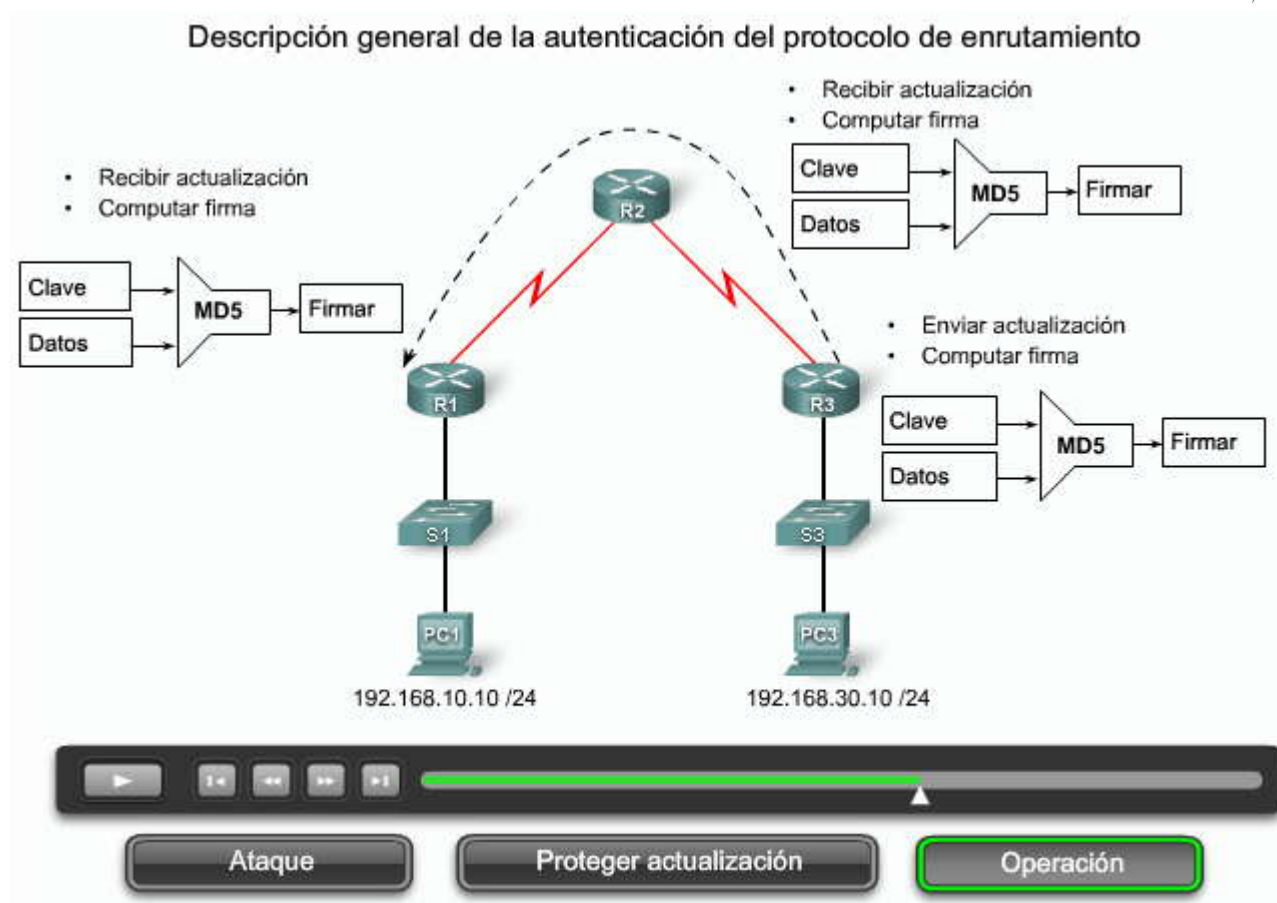 Descripción general de la autenticación del protocolo de enrutamiento
• Recibir actualización
• Computar firma
Clave
Datos
MD5
Firmar
• Recibir actualización
• Computar firma
Clave
Datos
MD5
Firmar
• Enviar actualización
• Computar firma
Clave
Datos
MD5
Firmar
R2
R1
R3
S1
S3
PC1
PC3
192.168.10.10 /24
192.168.30.10 /24
Ataque
Proteger actualización
Operación